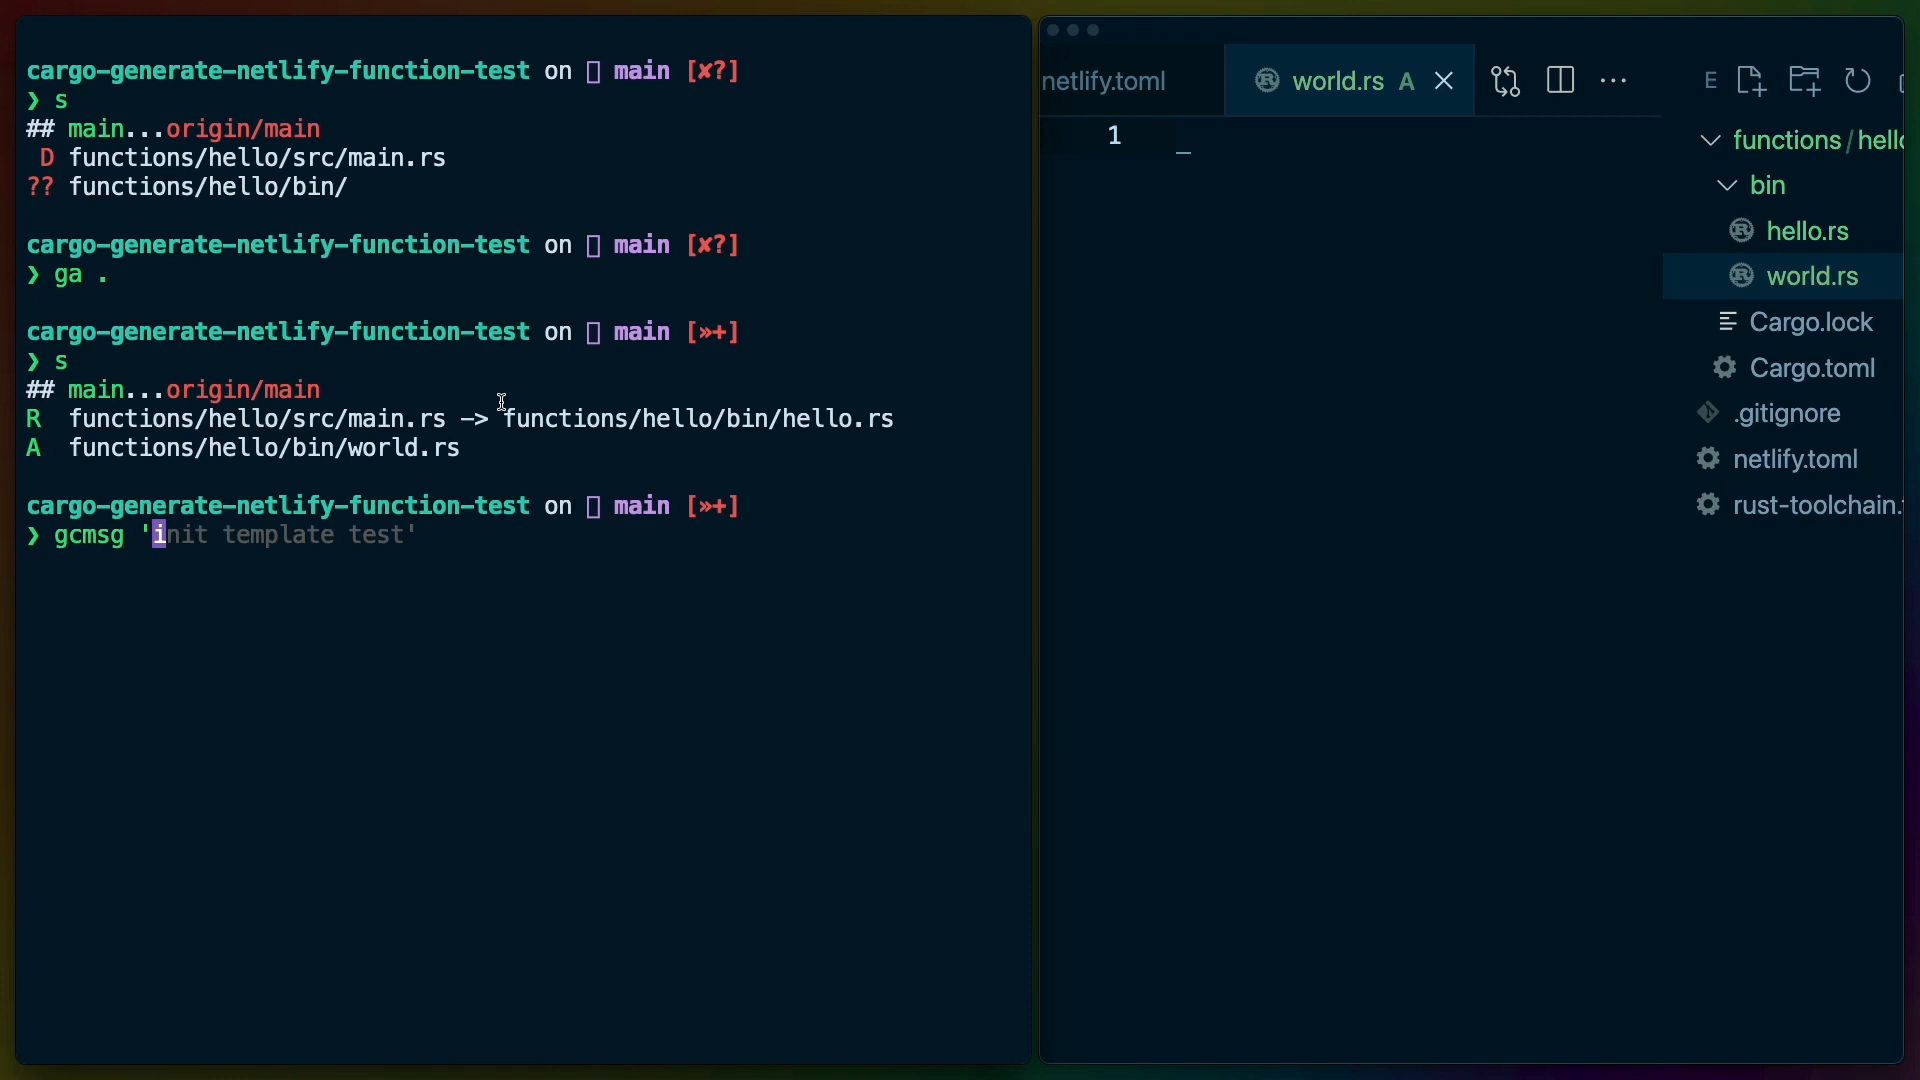 cargo-generate-netlify-function-test on main [✘?]
❯ s
## main...origin/main
 D functions/hello/src/main.rs
?? functions/hello/bin/
cargo-generate-netlify-function-test on main [✘?]
❯ ga .
cargo-generate-netlify-function-test on main [»+]
❯ s
## main...origin/main
R  functions/hello/src/main.rs -> functions/hello/bin/hello.rs
A  functions/hello/bin/world.rs
cargo-generate-netlify-function-test on main [»+]
❯ gcmsg 'init template test'
netlify.toml
world.rs A
1
E
functions/hello
bin
hello.rs
world.rs
Cargo.lock
Cargo.toml
.gitignore
netlify.toml
rust-toolchain.